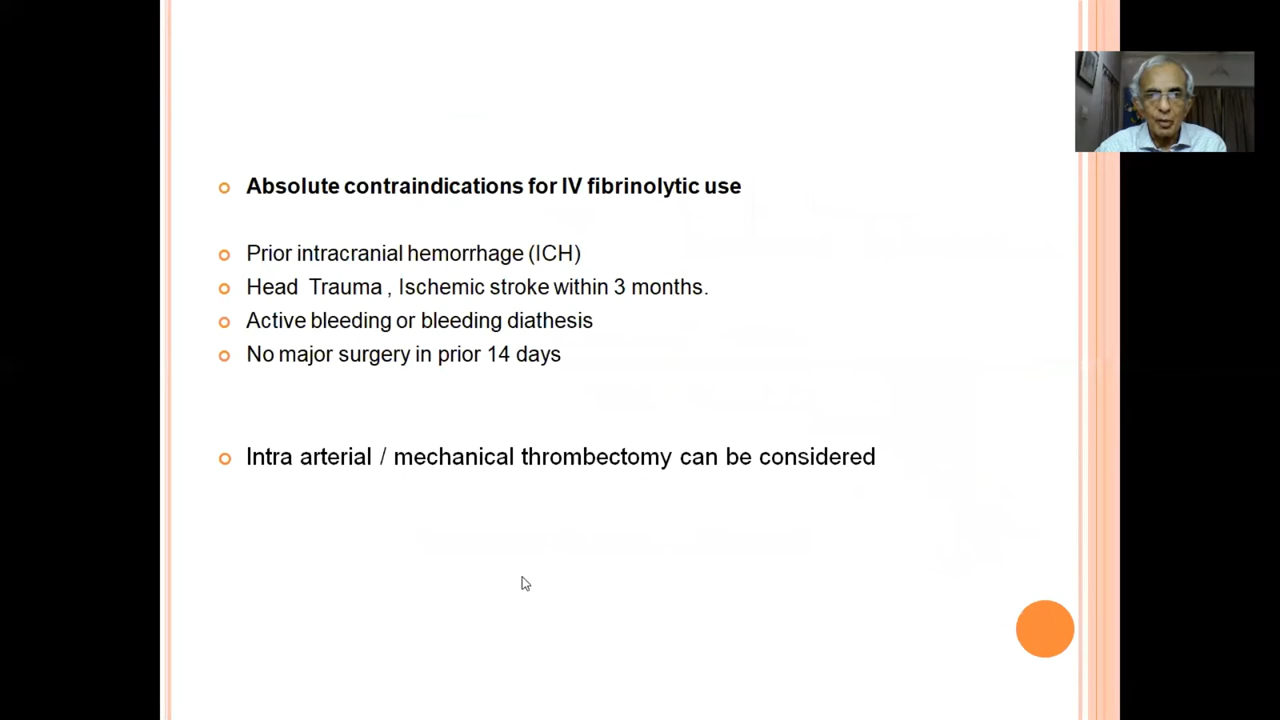 Absolute contraindications for IV fibrinolytic use
Prior intracranial hemorrhage (ICH)
Head Trauma , Ischemic stroke within 3 months.
Active bleeding or bleeding diathesis
No major surgery in prior 14 days
Intra arterial / mechanical thrombectomy can be considered